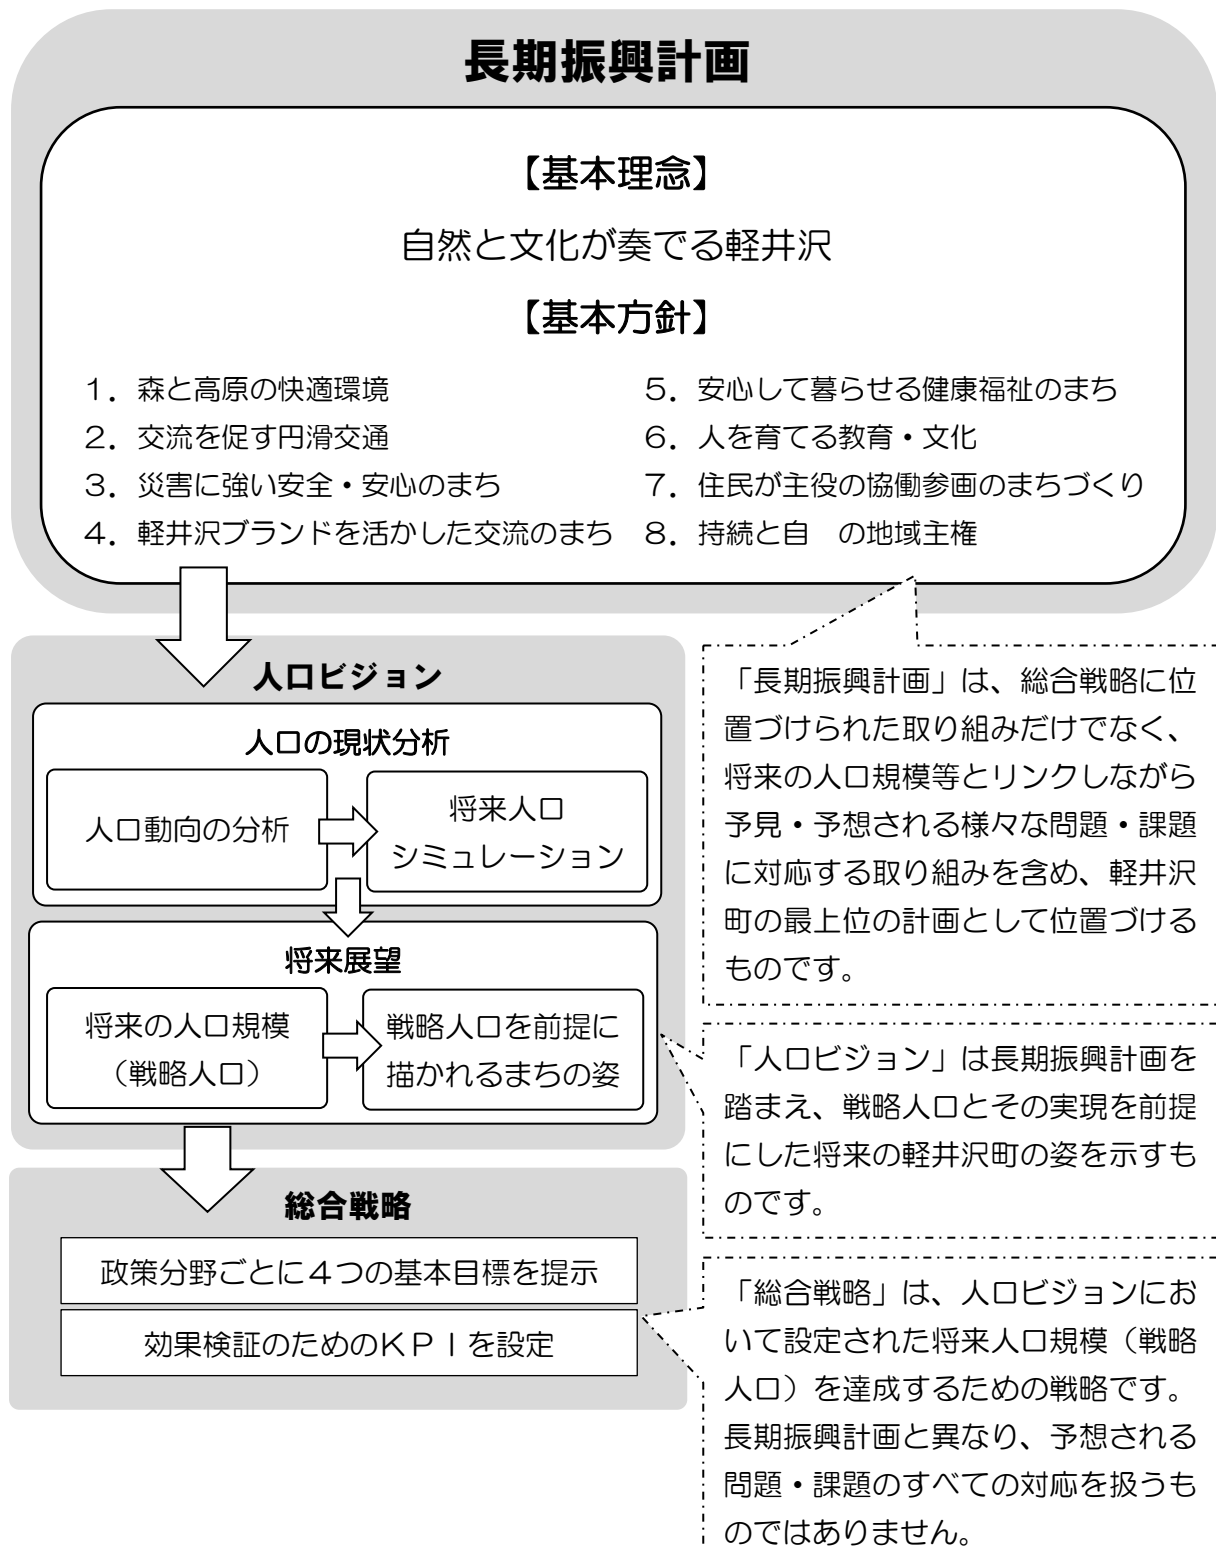 長期振興計画
【基本理念】
自然と文化が奏でる軽井沢
【基本方針】
１．森と高原の快適環境
２．交流を促す円滑交通
３．災害に強い安全・安心のまち
４．軽井沢ブランドを活かした交流のまち
５．安心して暮らせる健康福祉のまち
６．人を育てる教育・文化
７．住民が主役の協働参画のまちづくり
８．持続と自　の地域主権
人口ビジョン
人口の現状分析
人口動向の分析
将来人口
シミュレーション
将来展望
将来の人口規模
（戦略人口）
戦略人口を前提に
描かれるまちの姿
総合戦略
政策分野ごとに４つの基本目標を提示
効果検証のためのＫＰＩを設定
「長期振興計画」は、総合戦略に位
置づけられた取り組みだけでなく、
将来の人口規模等とリンクしながら
予見・予想される様々な問題・課題
に対応する取り組みを含め、軽井沢
町の最上位の計画として位置づける
ものです。
「人口ビジョン」は長期振興計画を
踏まえ、戦略人口とその実現を前提
にした将来の軽井沢町の姿を示すも
のです。
「総合戦略」は、人口ビジョンにお
いて設定された将来人口規模（戦略
人口）を達成するための戦略です。
長期振興計画と異なり、予想される
問題・課題のすべての対応を扱うも
のではありません。